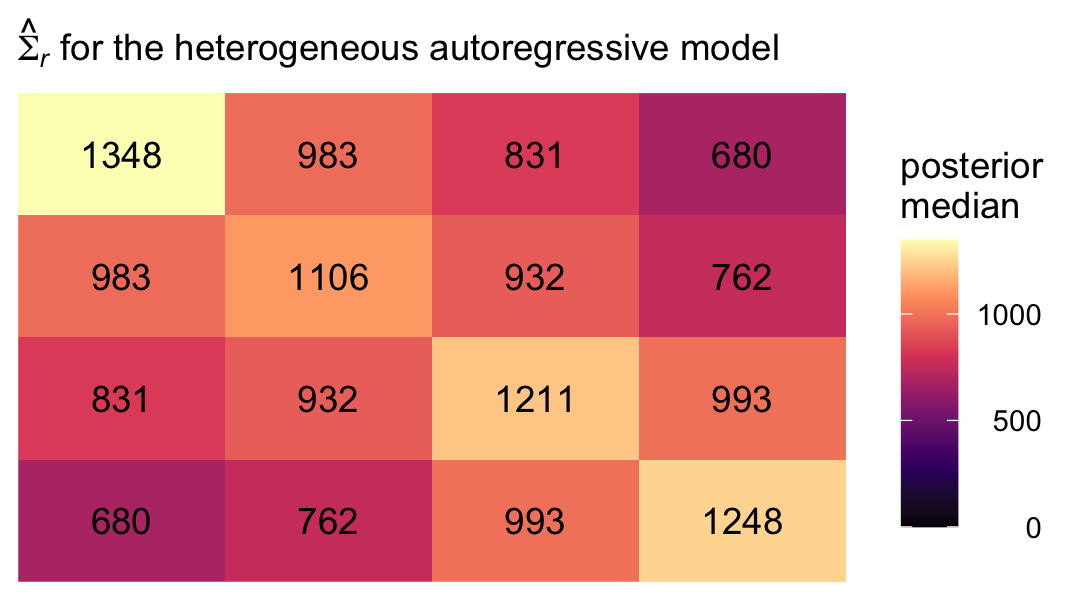 Σ̂r for the heterogeneous autoregressive model
1348 983 831 680
983 1106 932 762
831 932 1211 993
680 762 993 1248
posterior
median
1000
500
0